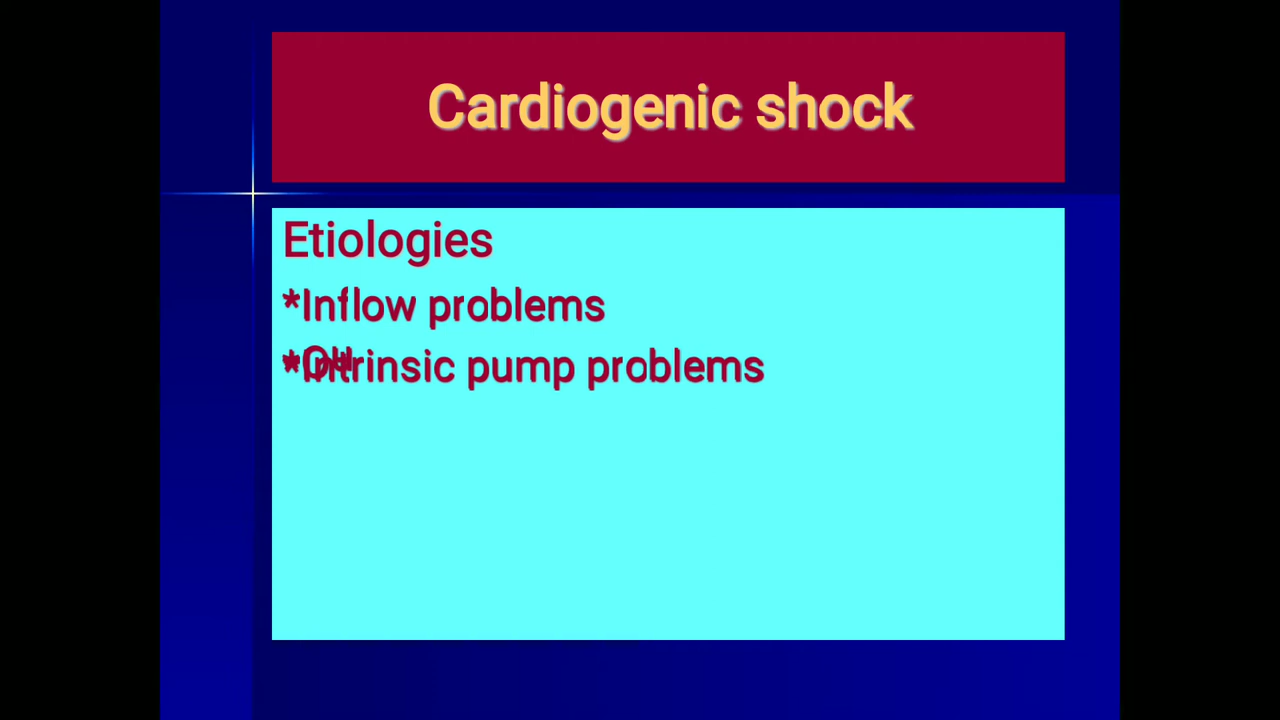 Cardiogenic shock
Etiologies
*Inflow problems
*Intrinsic pump problems